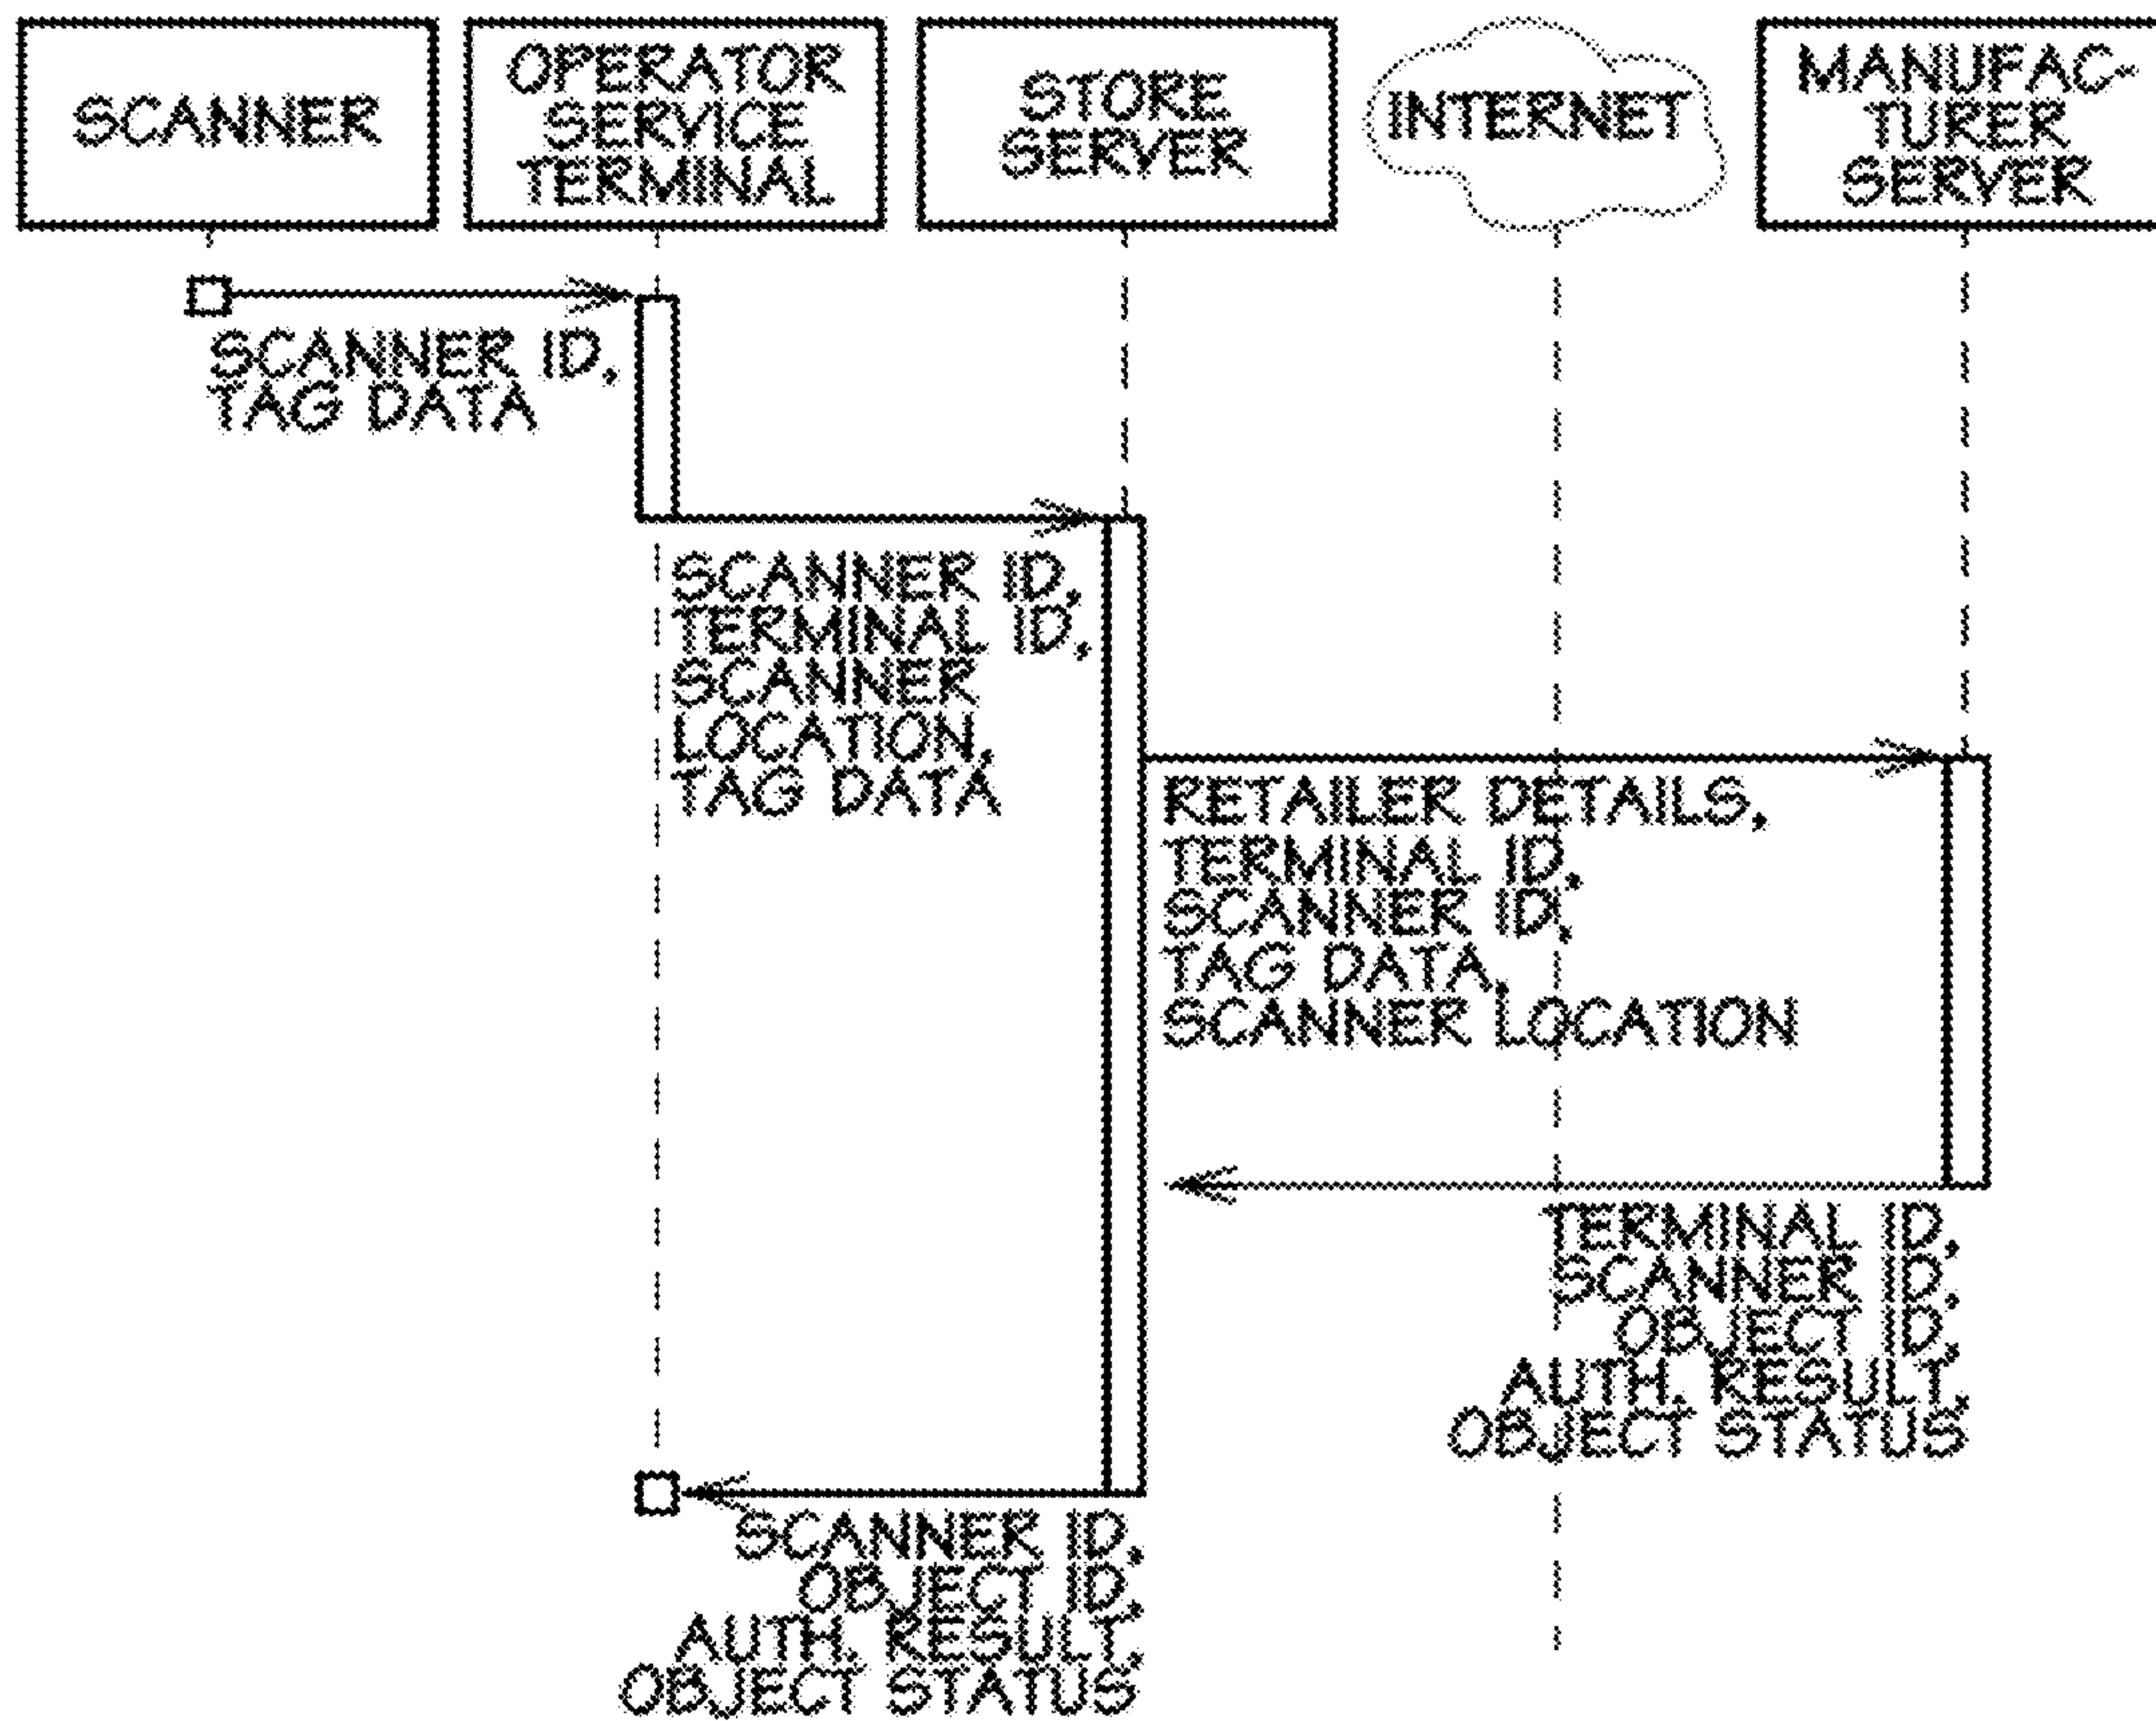 SCANNER
OPERATOR
SERVICE
TERMINAL
STORE
SERVER
INTERNET
MANUFAC-
TURER
SERVER
SCANNER ID,
TAG DATA
SCANNER ID,
TERMINAL ID,
SCANNER
LOCATION,
TAG DATA
RETAILER DETAILS,
TERMINAL ID,
SCANNER ID,
TAG DATA,
SCANNER LOCATION
TERMINAL ID,
SCANNER ID,
OBJECT ID,
AUTH. RESULT,
OBJECT STATUS
SCANNER ID,
OBJECT ID,
AUTH. RESULT,
OBJECT STATUS